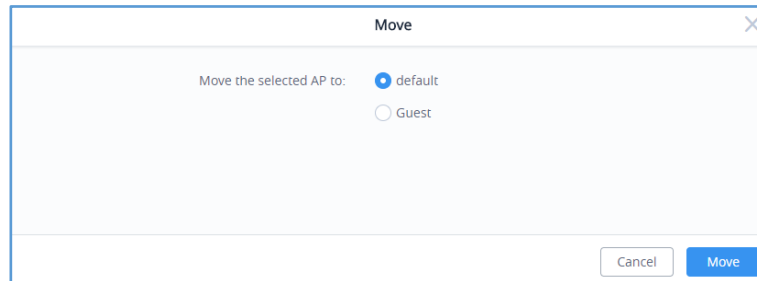 Move
Move the selected AP to:
default
Guest
Cancel
Move